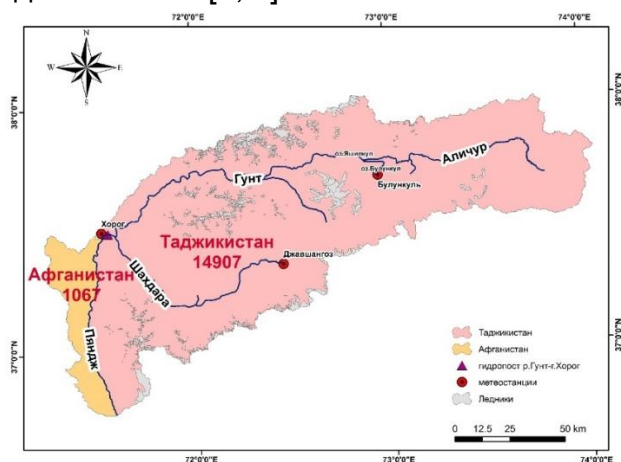 72°0'0"E 73°0'0"E 74°0'0"E
N
W E
S
38°0'0"N
38°0'0"N
оз.Яшилкул
Аличур
оз.Булункул
Гунт
Булункуль
Хорог
Таджикистан
14907
Джавшангоз
Афганистан
1067
Шахдара
Пяндж
37°0'0"N
37°0'0"N
Таджикистан
Афганистан
гидропост р.Гунт-г.Хорог
метеостанции
Ледники
0 12.5 25 50 km
72°0'0"E 73°0'0"E 74°0'0"E